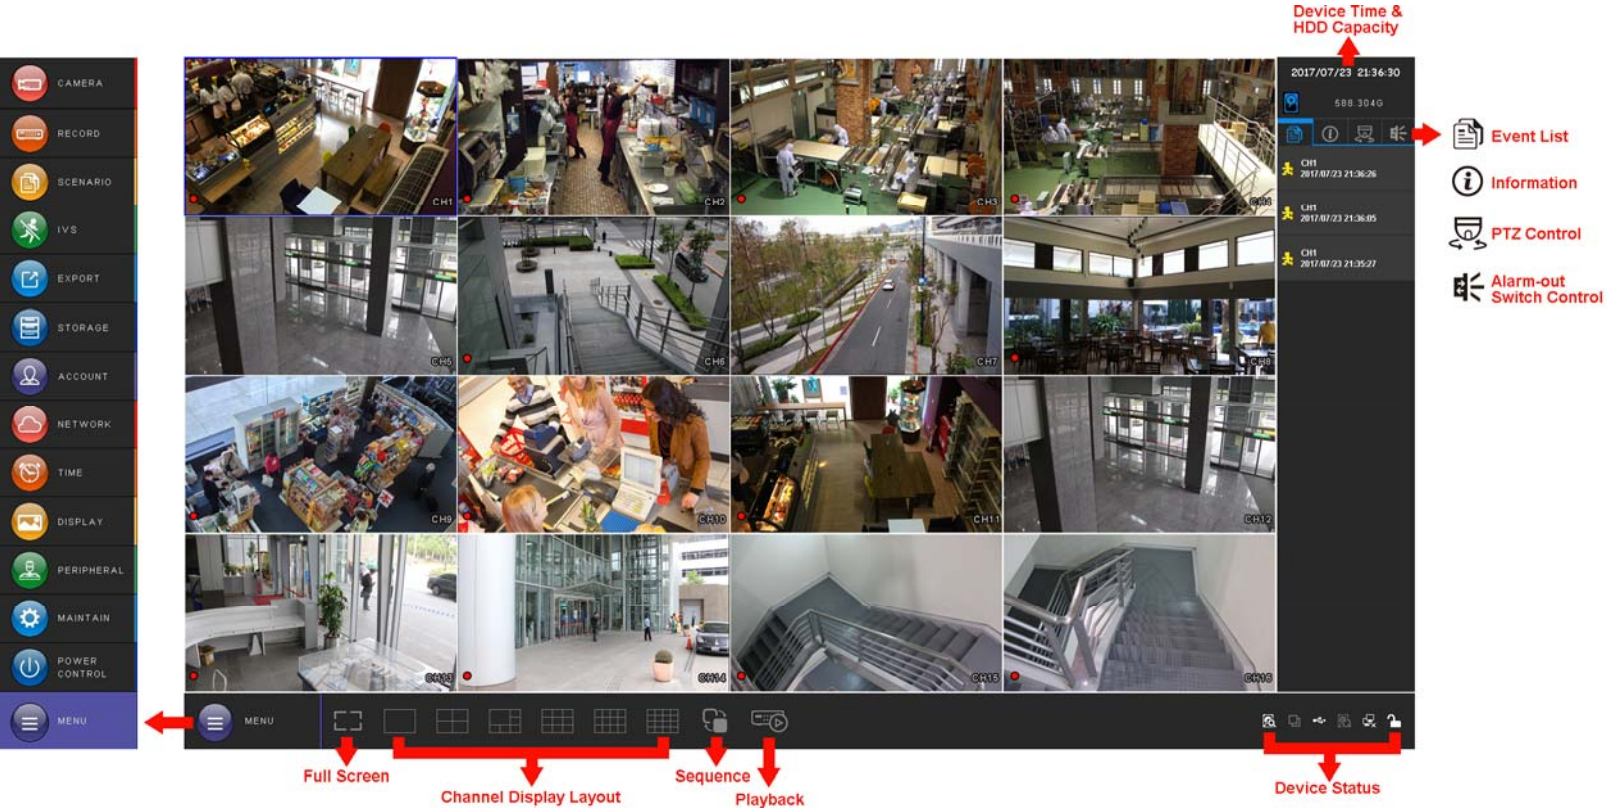 Device Time &
HDD Capacity
CAMERA
RECORD
SCENARIO
IVS
EXPORT
STORAGE
ACCOUNT
NETWORK
TIME
DISPLAY
PERIPHERAL
MAINTAIN
POWER
CONTROL
MENU
CH1
CH2
CH3
CH4
CH5
CH6
CH7
CH8
CH9
CH10
CH11
CH12
CH13
CH14
CH15
CH16
2017/07/23 21:36:30
588.304G
CH1
2017/07/23 21:36:26
CH1
2017/07/23 21:36:05
CH1
2017/07/23 21:35:27
Event List
Information
PTZ Control
Alarm-out
Switch Control
MENU
Full Screen
Channel Display Layout
Sequence
Playback
Device Status